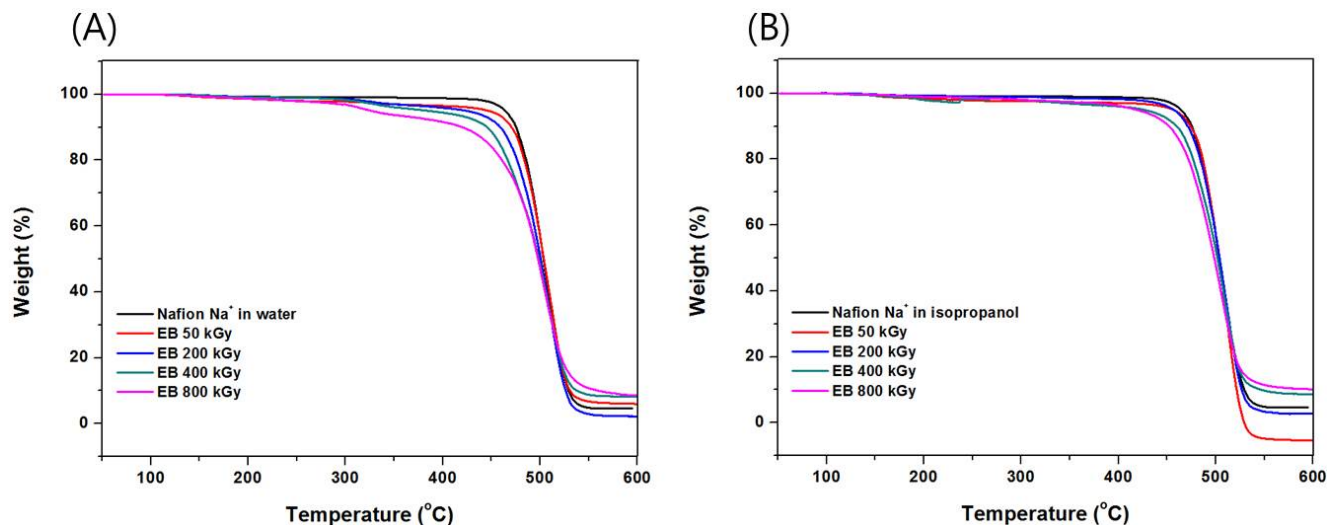 (A)
100
80
60
40
20
0
Weight (%)
Nafion Na⁺ in water
EB 50 kGy
EB 200 kGy
EB 400 kGy
EB 800 kGy
100 200 300 400 500 600
Temperature (°C)
(B)
100
80
60
40
20
0
Weight (%)
Nafion Na⁺ in isopropanol
EB 50 kGy
EB 200 kGy
EB 400 kGy
EB 800 kGy
100 200 300 400 500 600
Temperature (°C)